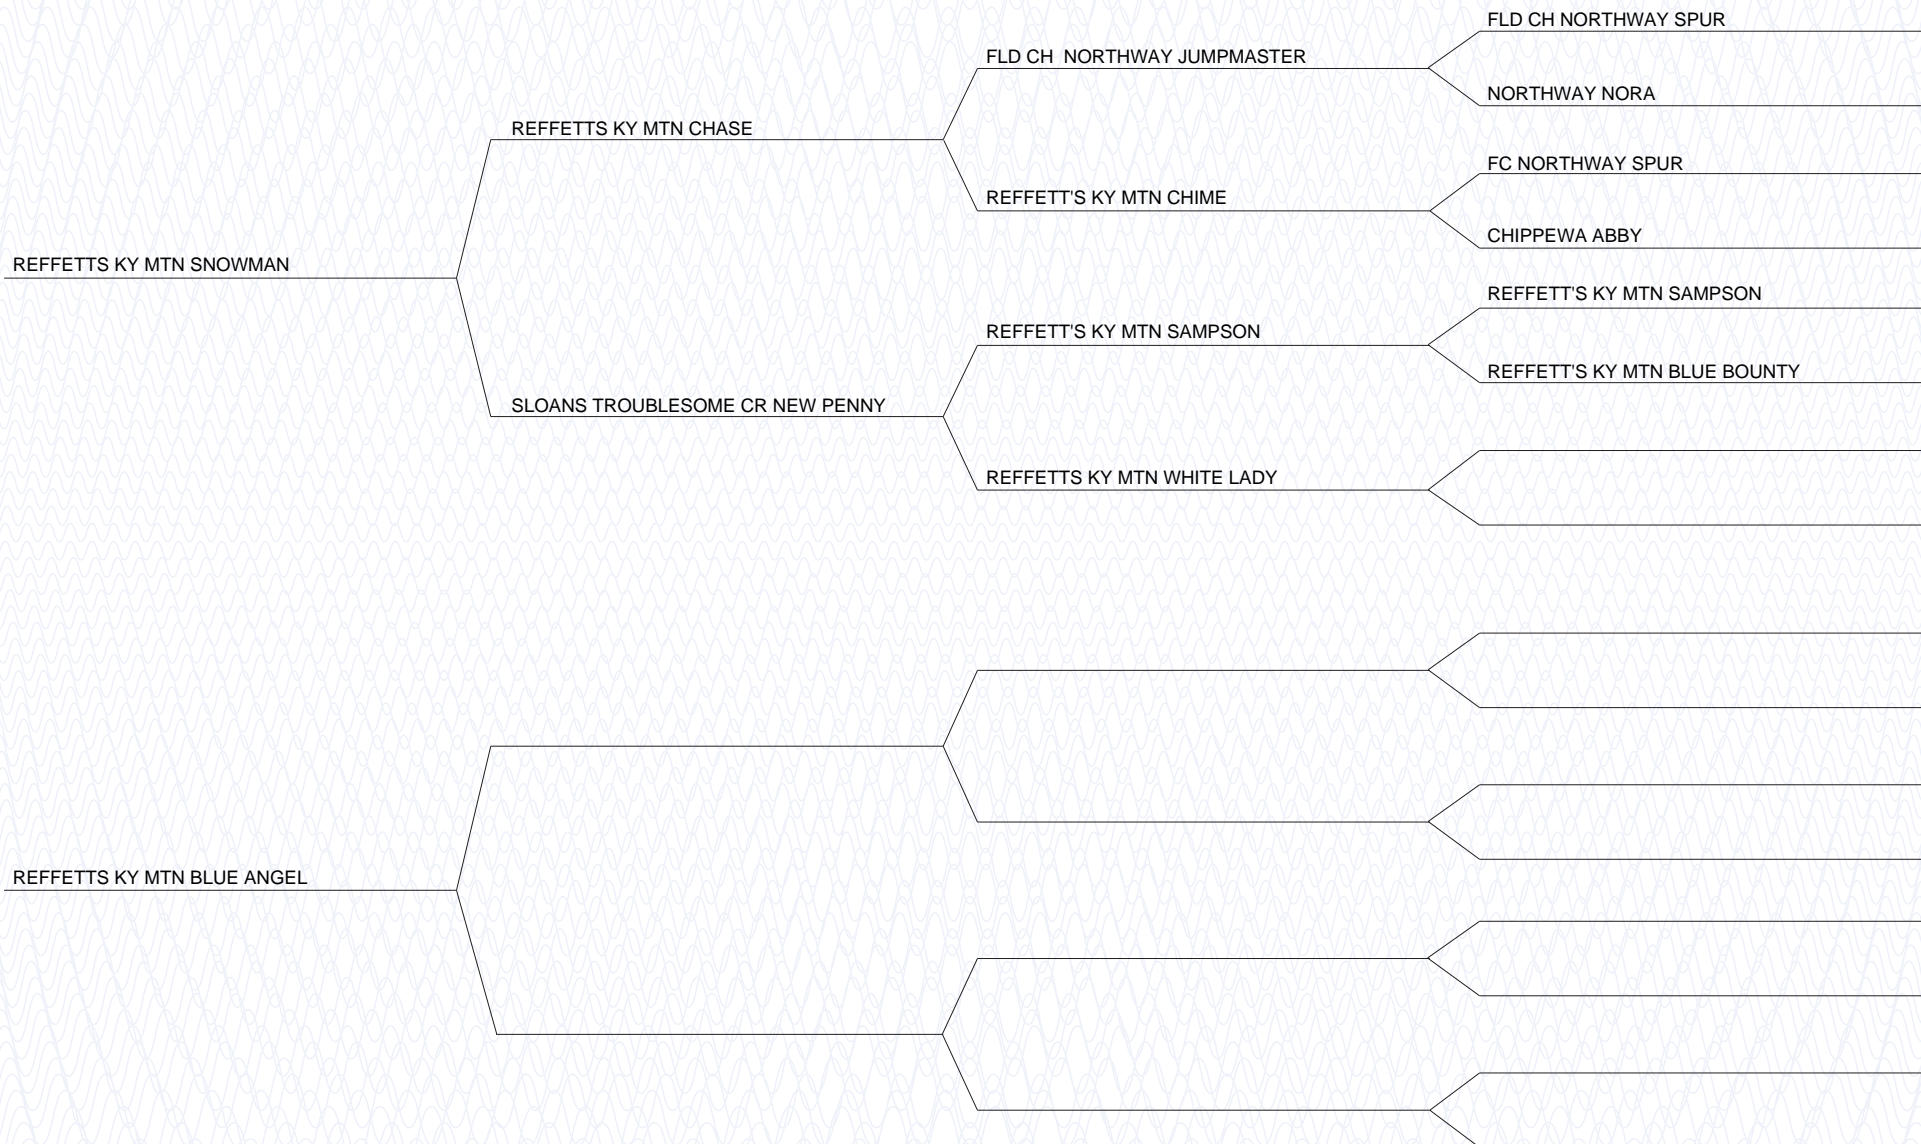 FLD CH NORTHWAY SPUR
FLD CH  NORTHWAY JUMPMASTER
NORTHWAY NORA
REFFETTS KY MTN CHASE
FC NORTHWAY SPUR
REFFETT'S KY MTN CHIME
CHIPPEWA ABBY
REFFETTS KY MTN SNOWMAN
REFFETT'S KY MTN SAMPSON
REFFETT'S KY MTN SAMPSON
REFFETT'S KY MTN BLUE BOUNTY
SLOANS TROUBLESOME CR NEW PENNY
REFFETTS KY MTN WHITE LADY
REFFETTS KY MTN BLUE ANGEL